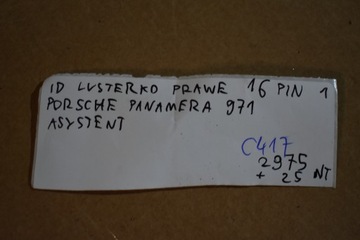 ID LUSTERKO PRAWE 16 PIN 1
PORSCHE PANAMERA 971
ASYSTENT
C417
2975
+ 25 NT